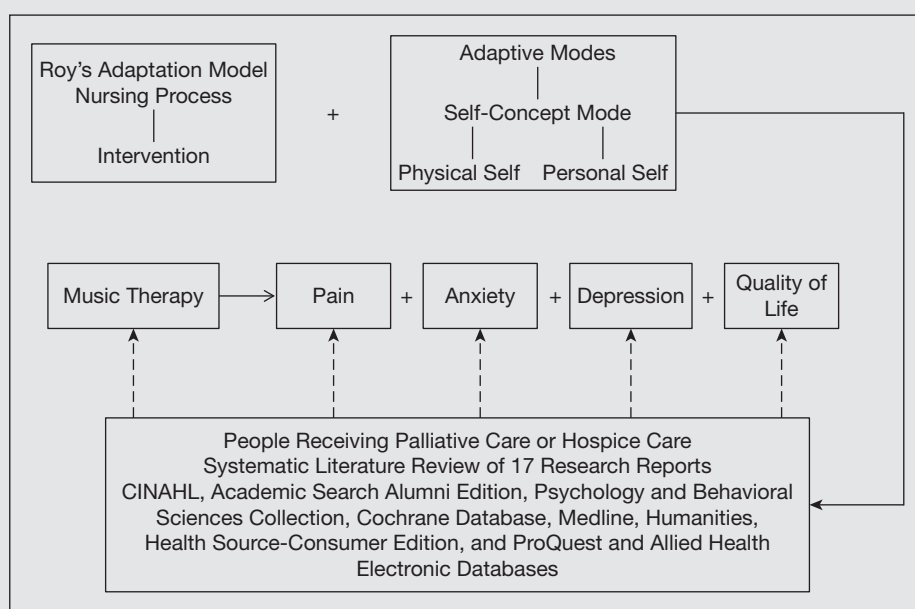 Roy's Adaptation Model
Nursing Process
Intervention
+
Adaptive Modes
Self-Concept Mode
Physical Self Personal Self
Music Therapy
Pain
+
Anxiety
+
Depression
+
Quality of
Life
People Receiving Palliative Care or Hospice Care
Systematic Literature Review of 17 Research Reports
CINAHL, Academic Search Alumni Edition, Psychology and Behavioral
Sciences Collection, Cochrane Database, Medline, Humanities,
Health Source-Consumer Edition, and ProQuest and Allied Health
Electronic Databases